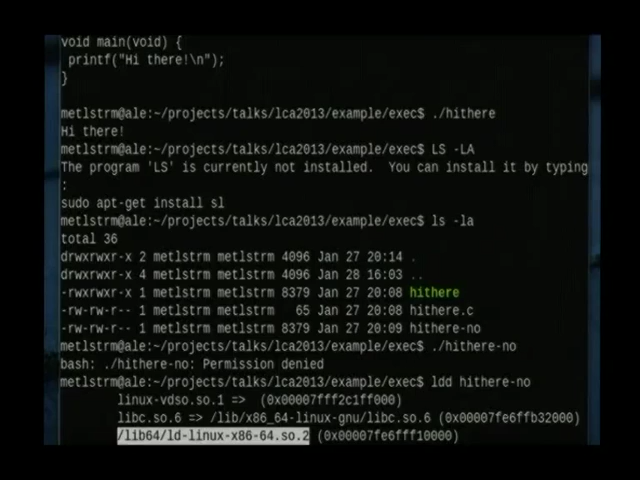 void main(void) {
printf("Hi there!\n");
}
metlstrm@ale:~/projects/talks/lca2013/example/exec$ ./hithere
Hi there!
metlstrm@ale:~/projects/talks/lca2013/example/exec$ LS -LA
The program 'LS' is currently not installed.  You can install it by typing
:
sudo apt-get install sl
metlstrm@ale:~/projects/talks/lca2013/example/exec$ ls -la
total 36
drwxrwxr-x 2 metlstrm metlstrm 4096 Jan 27 20:14 .
drwxrwxr-x 4 metlstrm metlstrm 4096 Jan 28 16:03 ..
-rwxrwxr-x 1 metlstrm metlstrm 8379 Jan 27 20:08 hithere
-rw-rw-r-- 1 metlstrm metlstrm   65 Jan 27 20:08 hithere.c
-rw-rw-r-- 1 metlstrm metlstrm 8379 Jan 27 20:09 hithere-no
metlstrm@ale:~/projects/talks/lca2013/example/exec$ ./hithere-no
bash: ./hithere-no: Permission denied
metlstrm@ale:~/projects/talks/lca2013/example/exec$ ldd hithere-no
linux-vdso.so.1 =>  (0x00007fff2c1ff000)
libc.so.6 => /lib/x86_64-linux-gnu/libc.so.6 (0x00007fe6ffb32000)
/lib64/ld-linux-x86-64.so.2 (0x00007fe6fff10000)